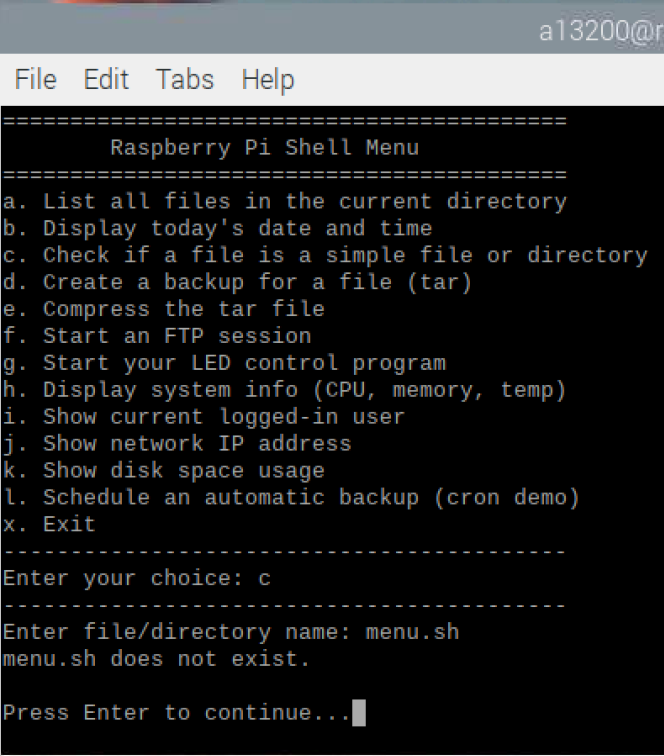 a13200@r
File Edit Tabs Help
==========================================
Raspberry Pi Shell Menu
==========================================
a. List all files in the current directory
b. Display today's date and time
c. Check if a file is a simple file or directory
d. Create a backup for a file (tar)
e. Compress the tar file
f. Start an FTP session
g. Start your LED control program
h. Display system info (CPU, memory, temp)
i. Show current logged-in user
j. Show network IP address
k. Show disk space usage
l. Schedule an automatic backup (cron demo)
x. Exit
------------------------------------------
Enter your choice: c
------------------------------------------
Enter file/directory name: menu.sh
menu.sh does not exist.
Press Enter to continue...